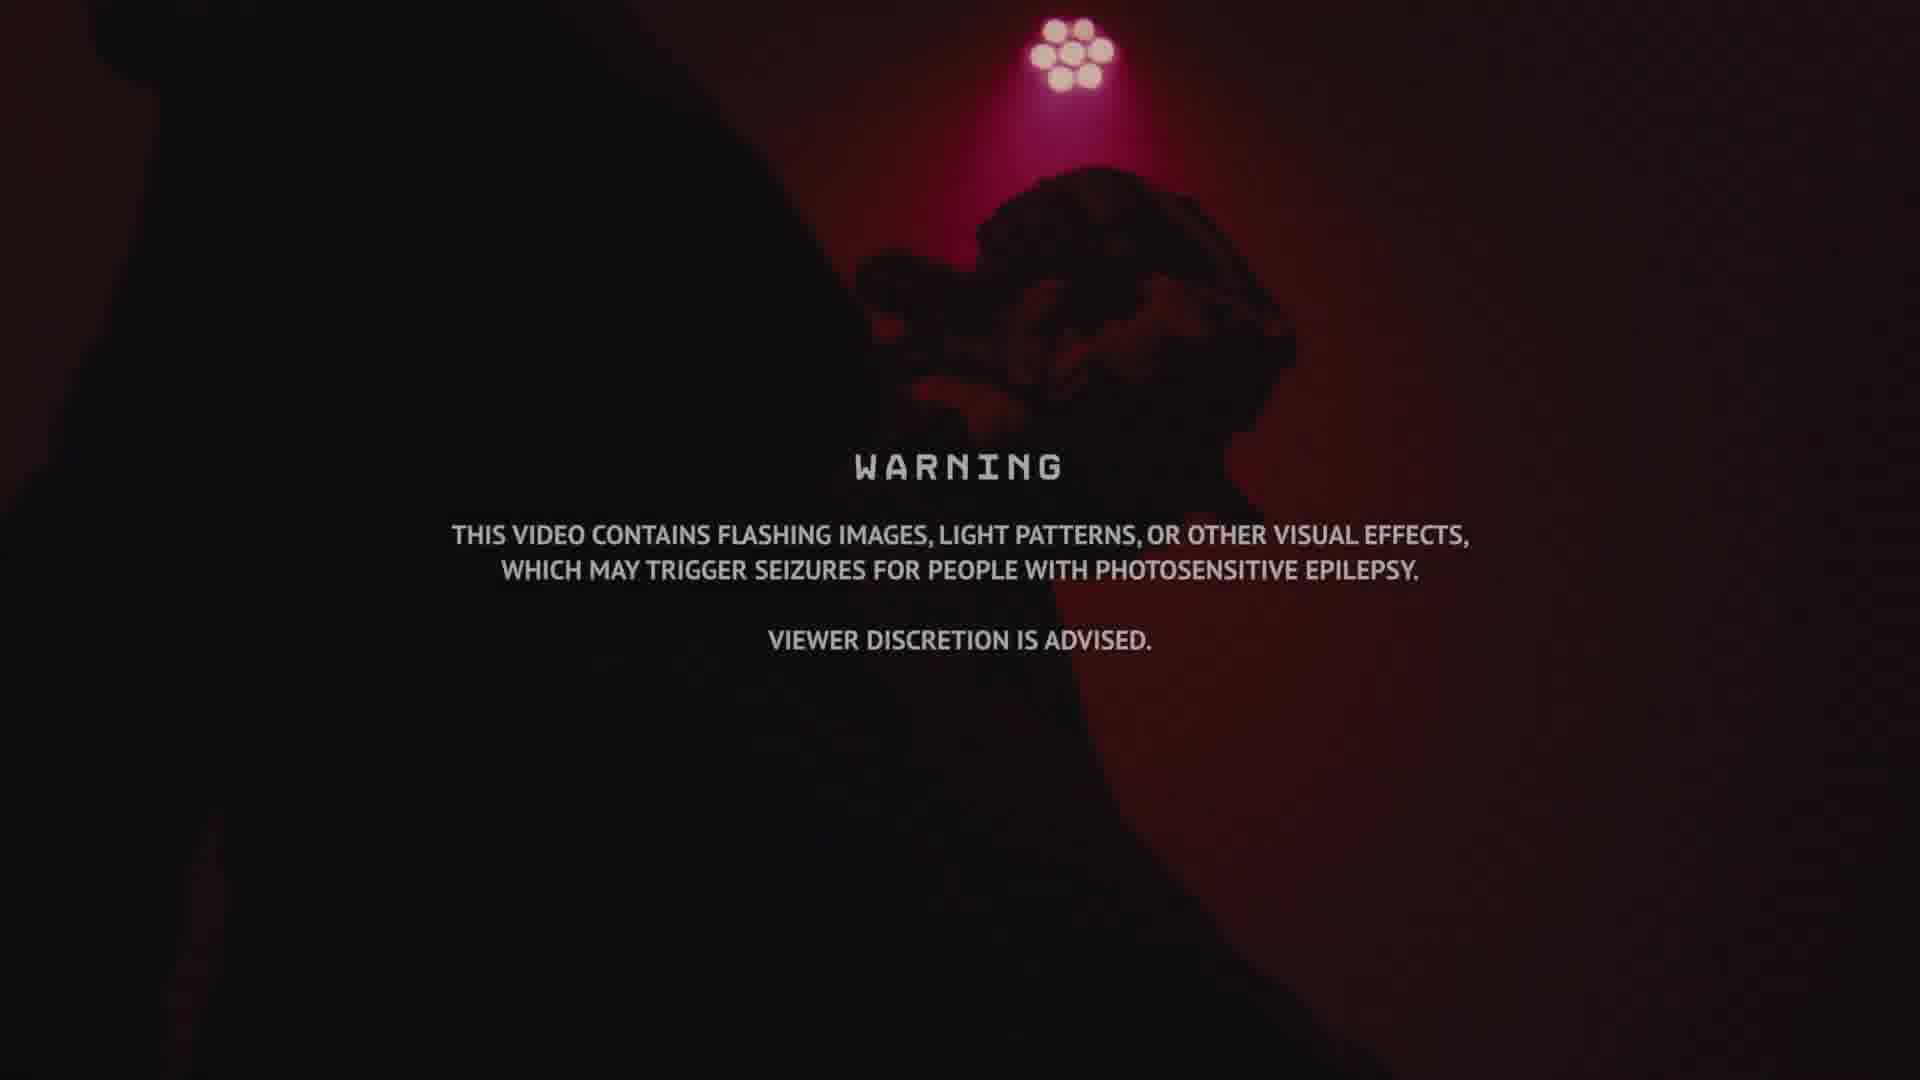 WARNING
THIS VIDEO CONTAINS FLASHING IMAGES, LIGHT PATTERNS, OR OTHER VISUAL EFFECTS,
WHICH MAY TRIGGER SEIZURES FOR PEOPLE WITH PHOTOSENSITIVE EPILEPSY.
VIEWER DISCRETION IS ADVISED.